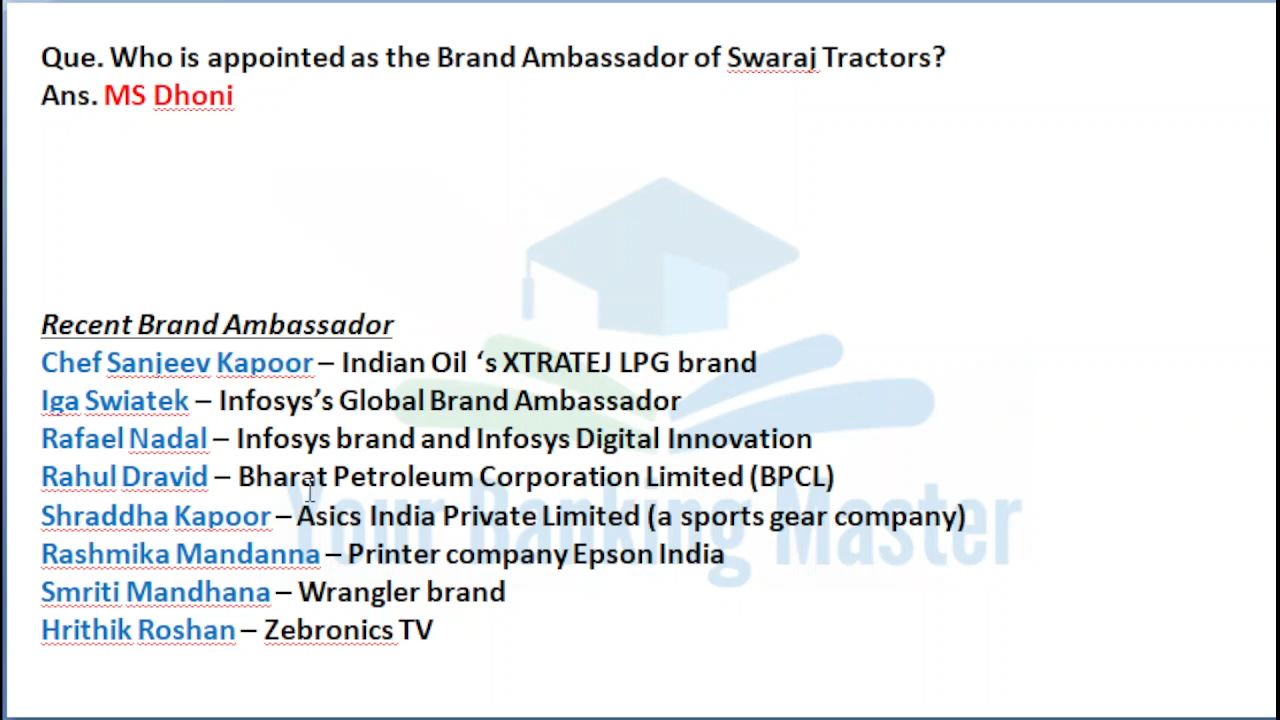 Que. Who is appointed as the Brand Ambassador of Swaraj Tractors?
Ans. MS Dhoni
Recent Brand Ambassador
Chef Sanjeev Kapoor – Indian Oil ‘s XTRATEJ LPG brand
Iga Swiatek – Infosys’s Global Brand Ambassador
Rafael Nadal – Infosys brand and Infosys Digital Innovation
Rahul Dravid – Bharat Petroleum Corporation Limited (BPCL)
Shraddha Kapoor – Asics India Private Limited (a sports gear company)
Rashmika Mandanna – Printer company Epson India
Smriti Mandhana – Wrangler brand
Hrithik Roshan – Zebronics TV
Your Banking Master